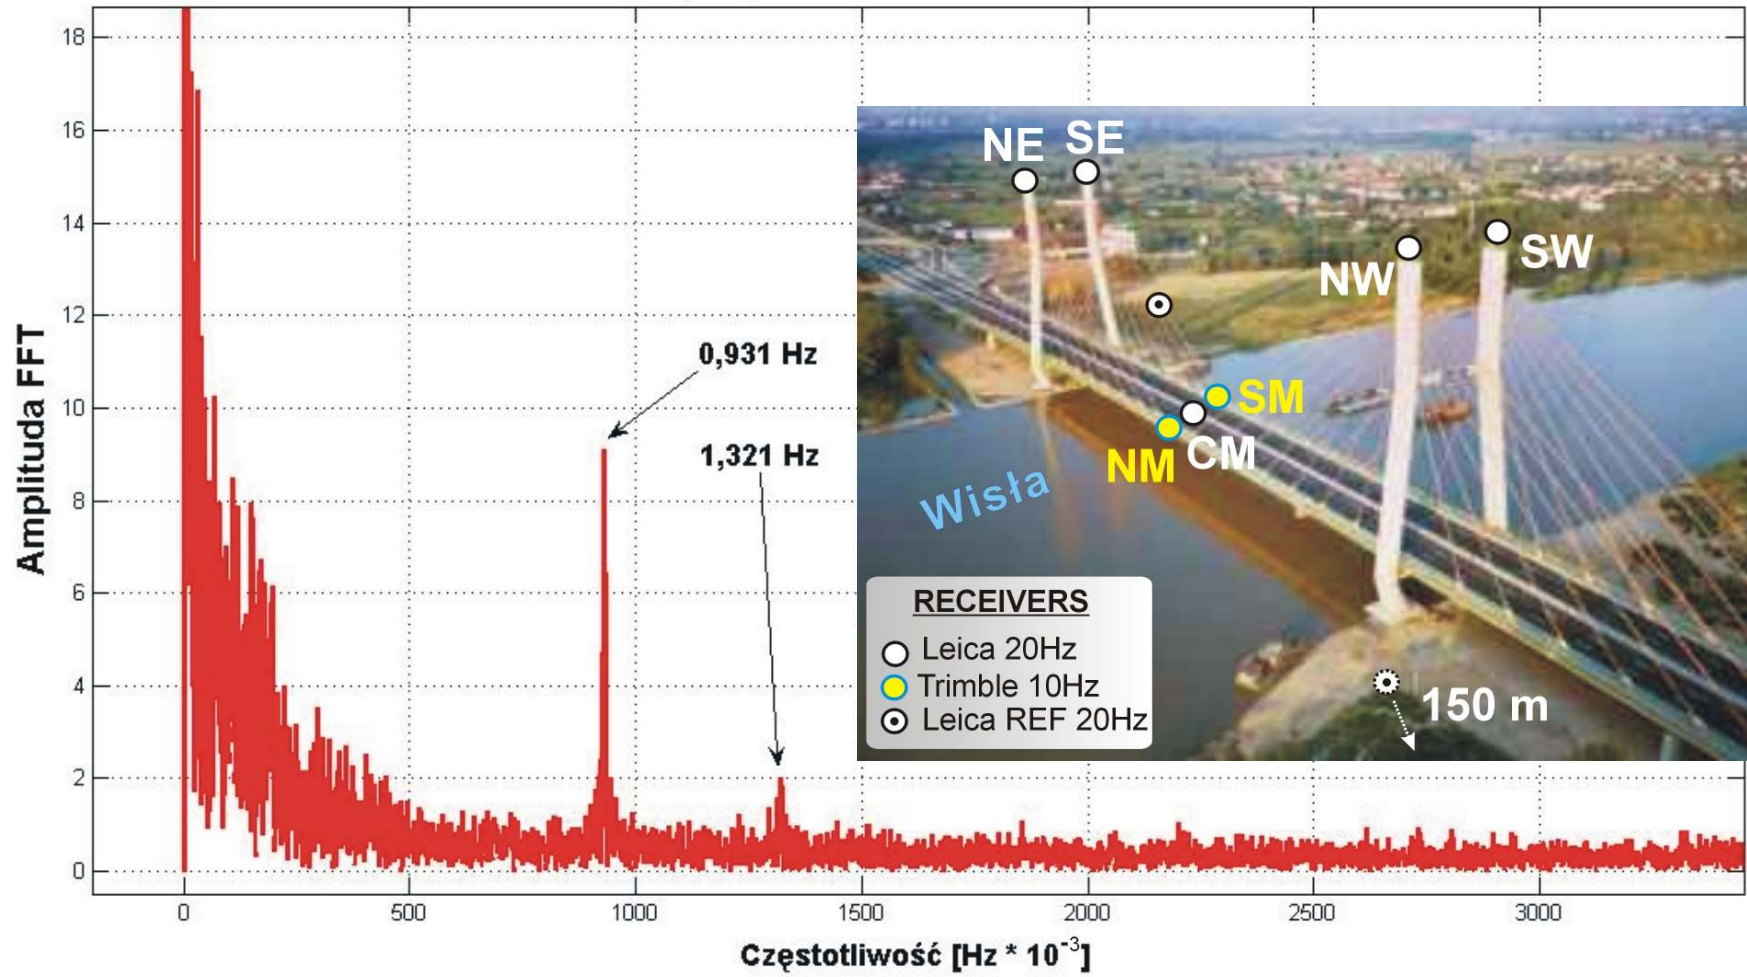 18
16
14
12
10
8
6
4
2
0
Amplituda FFT
0,931 Hz
1,321 Hz
NE SE
NW SW
SM
NM CM
Wisła
RECEIVERS
Leica 20Hz
Trimble 10Hz
Leica REF 20Hz
150 m
0 500 1000 1500 2000 2500 3000
Częstotliwość [Hz * 10⁻³]